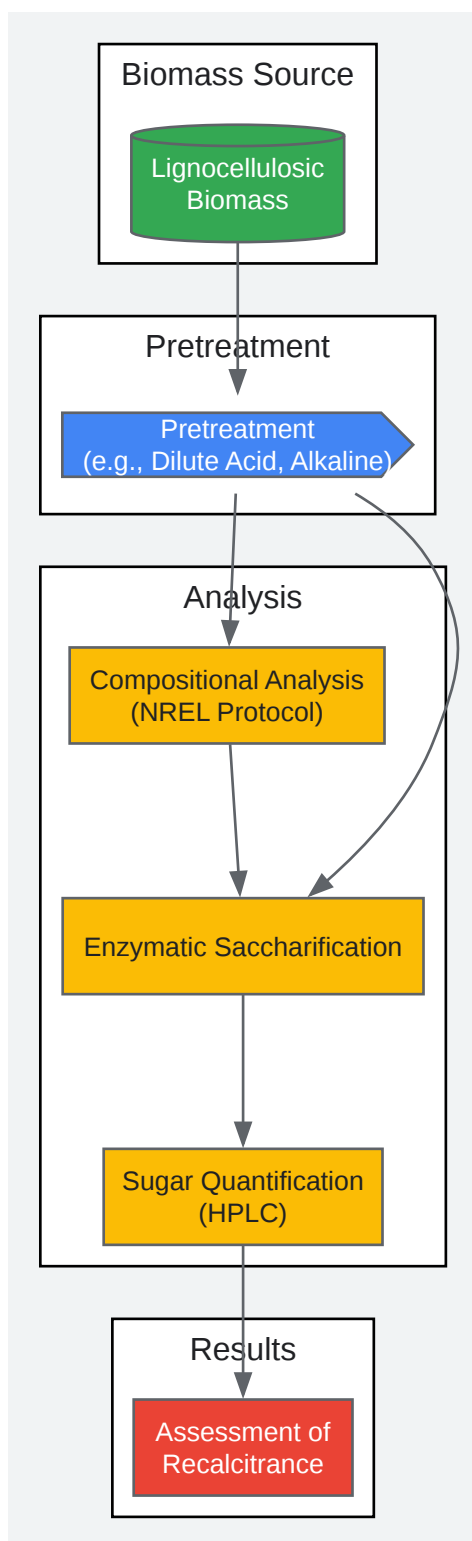 Biomass Source
Lignocellulosic
Biomass
Pretreatment
Pretreatment
(e.g., Dilute Acid, Alkaline)
Analysis
Compositional Analysis
(NREL Protocol)
Enzymatic Saccharification
Sugar Quantification
(HPLC)
Results
Assessment of
Recalcitrance